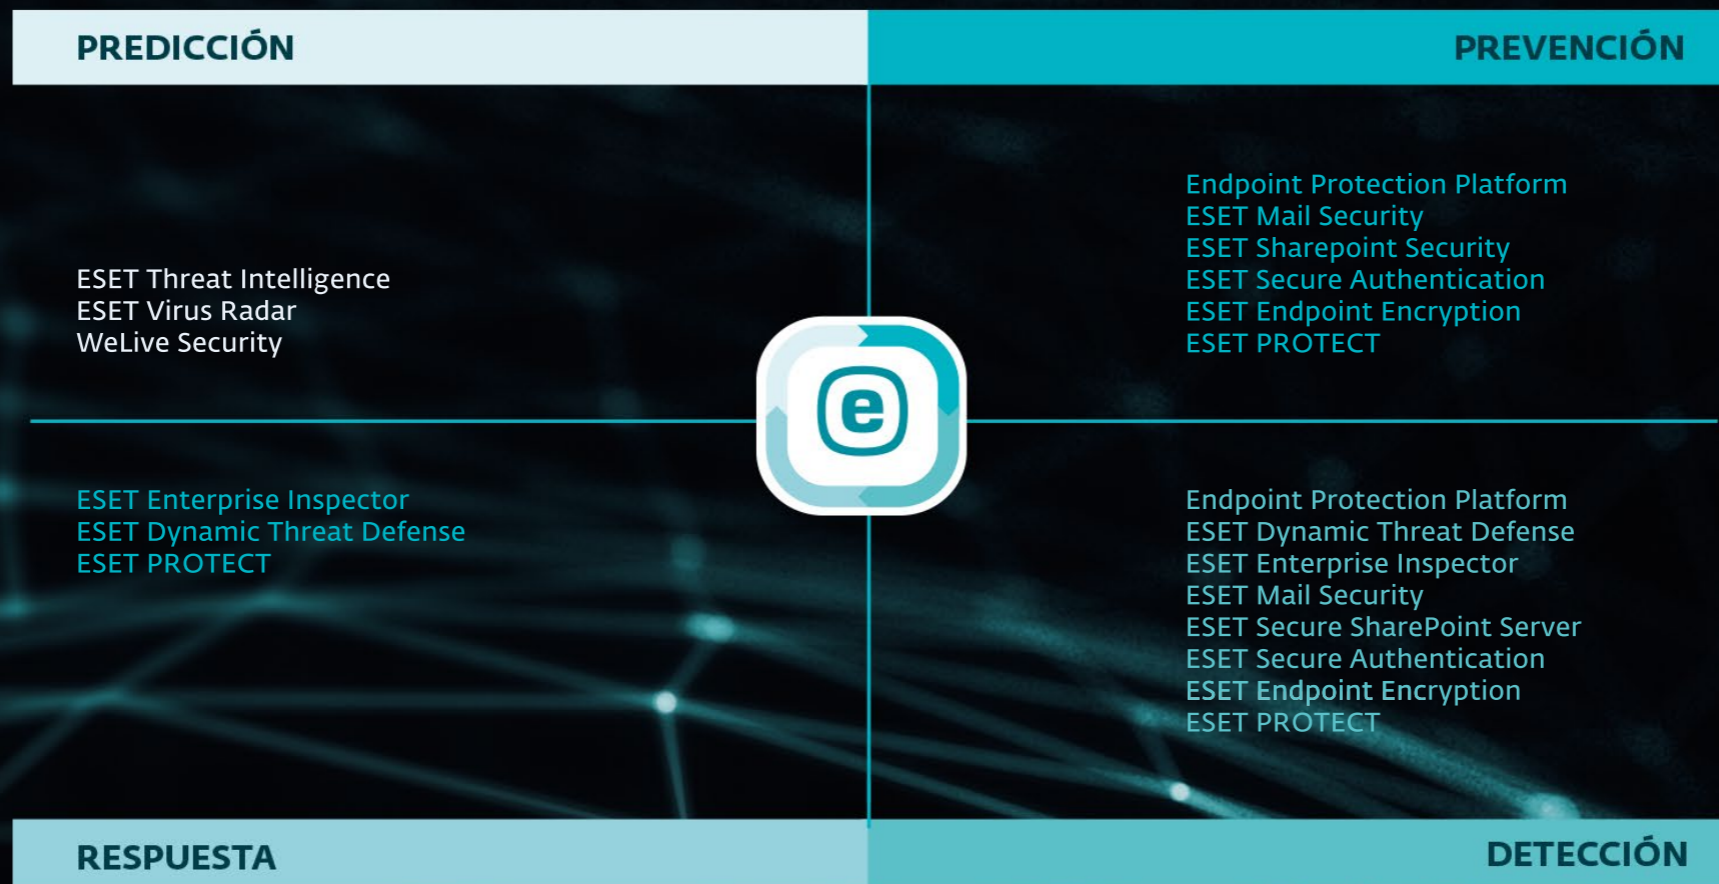 PREDICCIÓN
PREVENCIÓN
ESET Threat Intelligence
ESET Virus Radar
WeLive Security
Endpoint Protection Platform
ESET Mail Security
ESET Sharepoint Security
ESET Secure Authentication
ESET Endpoint Encryption
ESET PROTECT
e
ESET Enterprise Inspector
ESET Dynamic Threat Defense
ESET PROTECT
Endpoint Protection Platform
ESET Dynamic Threat Defense
ESET Enterprise Inspector
ESET Mail Security
ESET Secure SharePoint Server
ESET Secure Authentication
ESET Endpoint Encryption
ESET PROTECT
RESPUESTA
DETECCIÓN